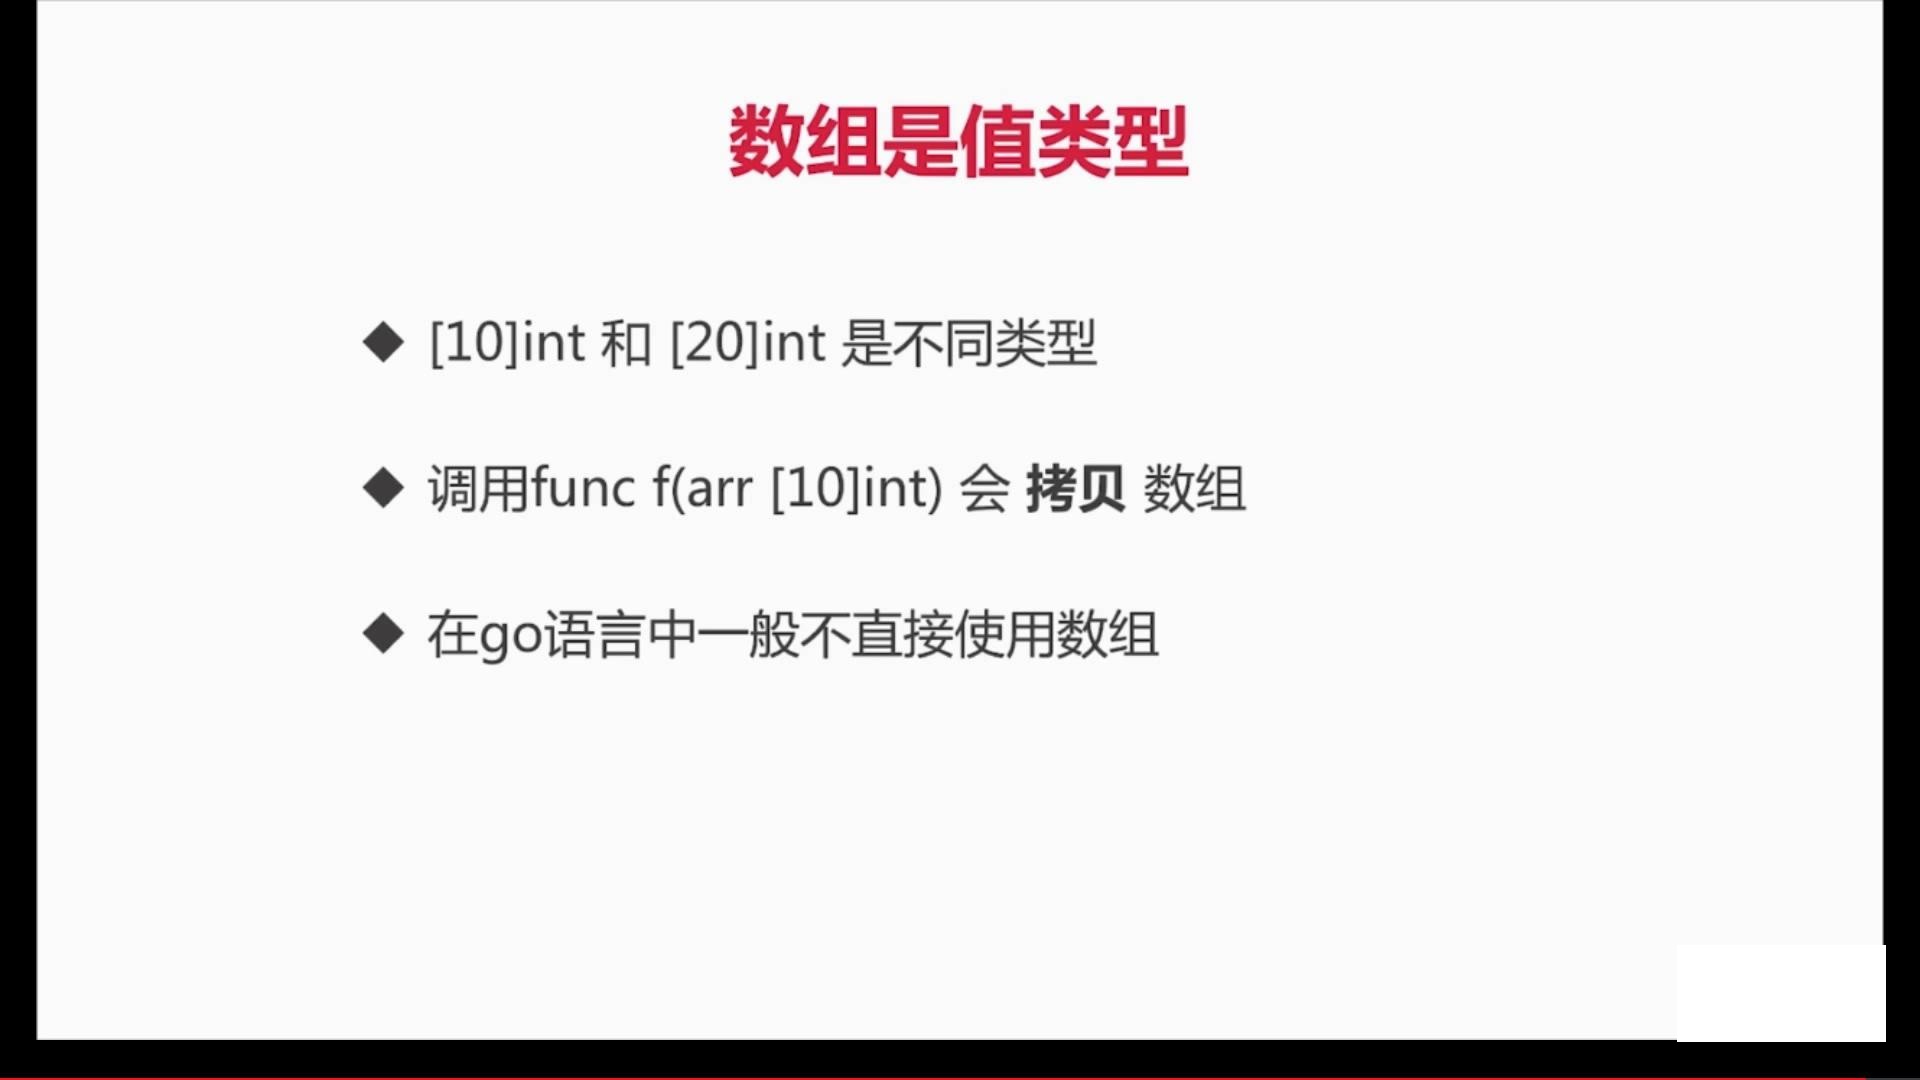 数组是值类型
◆ [10]int 和 [20]int 是不同类型
◆ 调用func f(arr [10]int) 会 拷贝 数组
◆ 在go语言中一般不直接使用数组